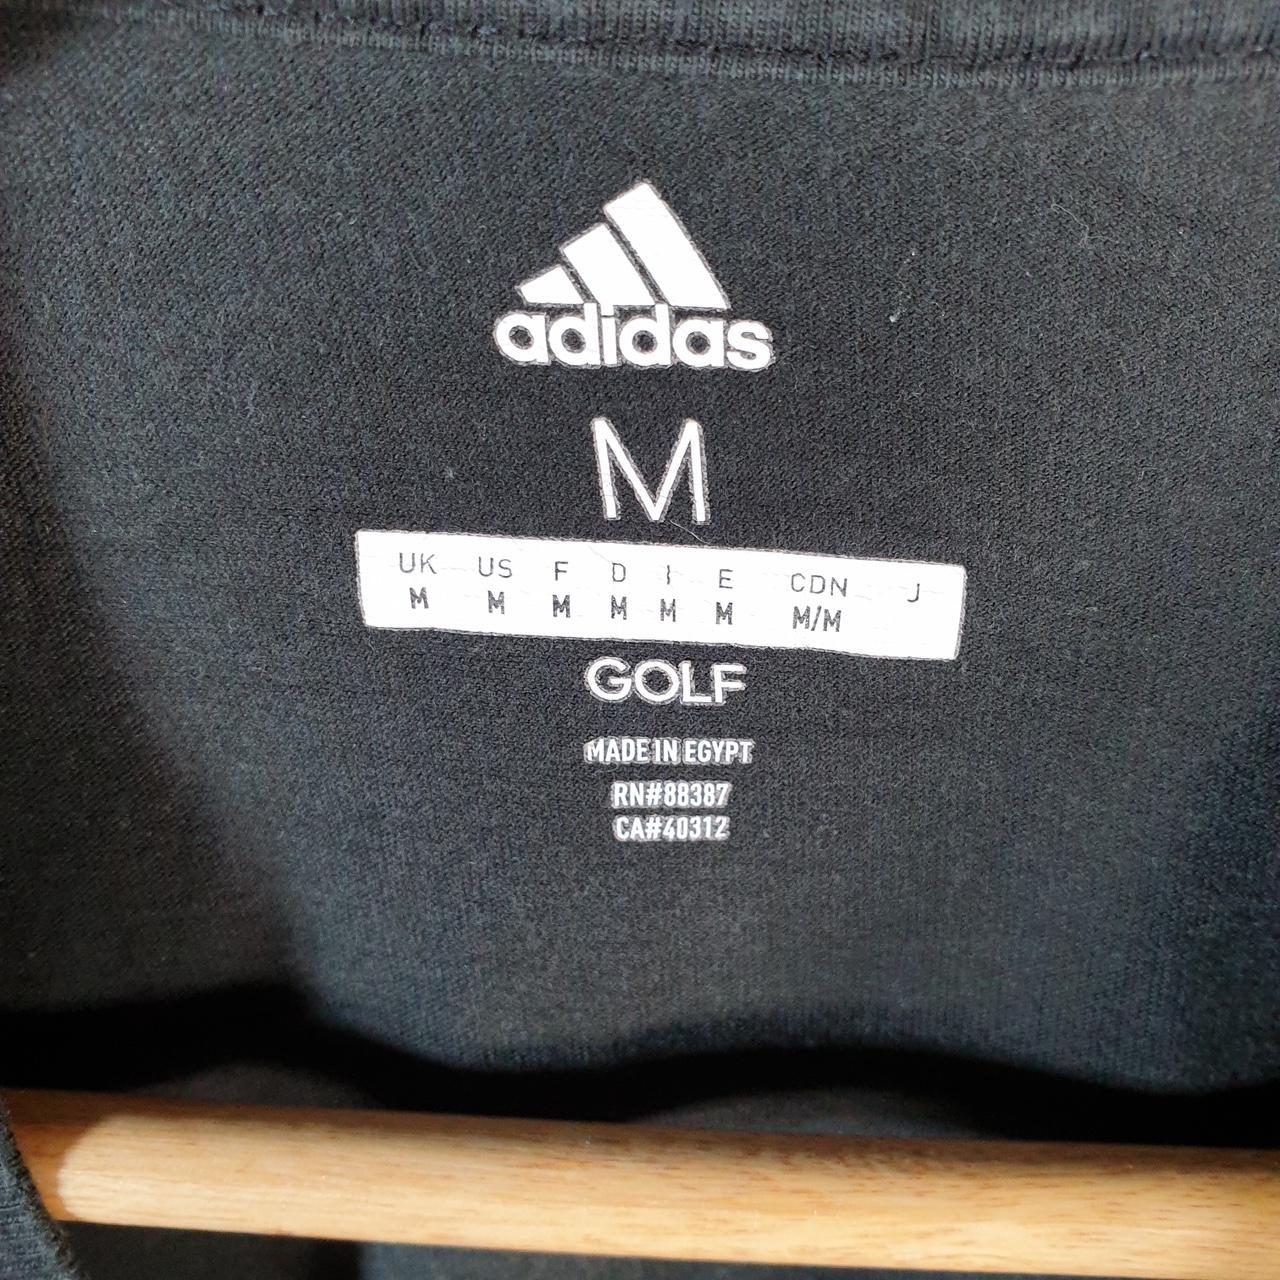 adidas
M
UK US F D I E CDN J
M M M M M M M/M
GOLF
MADE IN EGYPT
RN#88387
CA#40312